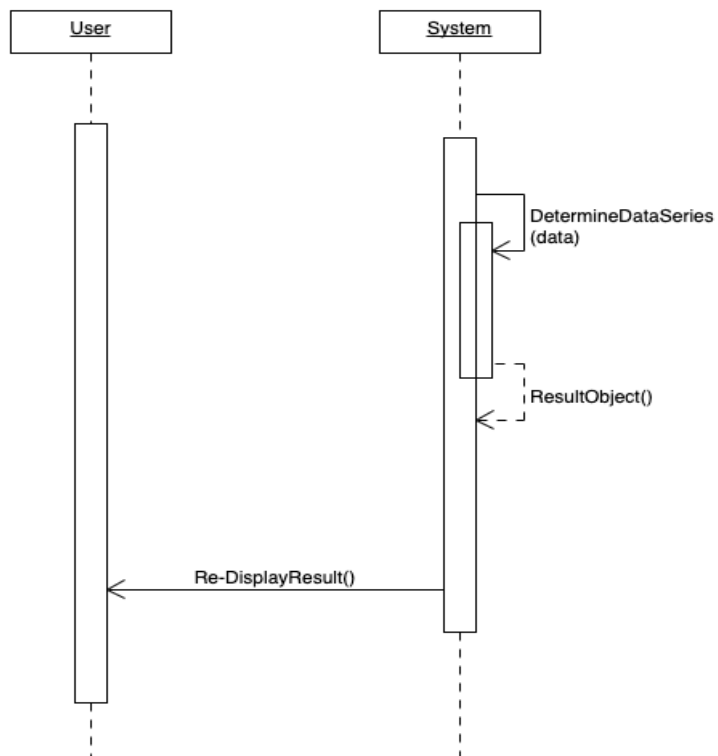 User
System
DetermineDataSeries
(data)
ResultObject()
Re-DisplayResult()